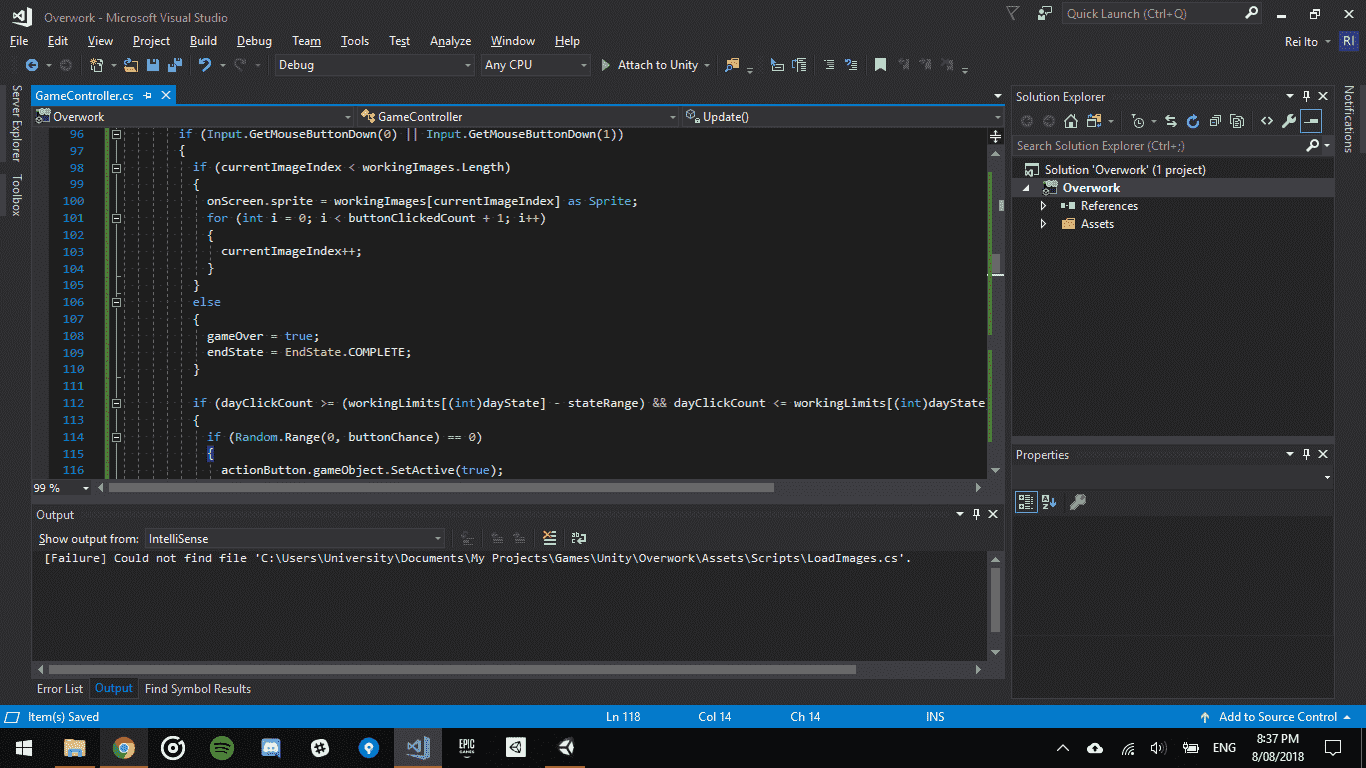 Overwork - Microsoft Visual Studio
Quick Launch (Ctrl+Q)
File Edit View Project Build Debug Team Tools Test Analyze Window Help
Rei Ito RI
Debug Any CPU Attach to Unity
Server Explorer
Toolbox
Notifications
GameController.cs
Overwork GameController Update()
96 if (Input.GetMouseButtonDown(0) || Input.GetMouseButtonDown(1))
97 {
98 if (currentImageIndex < workingImages.Length)
99 {
100 onScreen.sprite = workingImages[currentImageIndex] as Sprite;
101 for (int i = 0; i < buttonClickedCount + 1; i++)
102 {
103 currentImageIndex++;
104 }
105 }
106 else
107 {
108 gameOver = true;
109 endState = EndState.COMPLETE;
110 }
111
112 if (dayClickCount >= (workingLimits[(int)dayState] - stateRange) && dayClickCount <= workingLimits[(int)dayState
113 {
114 if (Random.Range(0, buttonChance) == 0)
115 {
116 actionButton.gameObject.SetActive(true);
99 %
Solution Explorer
Search Solution Explorer (Ctrl+;)
Solution 'Overwork' (1 project)
Overwork
References
Assets
Properties
Output
Show output from: IntelliSense
[Failure] Could not find file 'C:\Users\University\Documents\My Projects\Games\Unity\Overwork\Assets\Scripts\LoadImages.cs'.
Error List Output Find Symbol Results
Item(s) Saved Ln 118 Col 14 Ch 14 INS Add to Source Control
EPIC GAMES
ENG
8:37 PM
8/08/2018